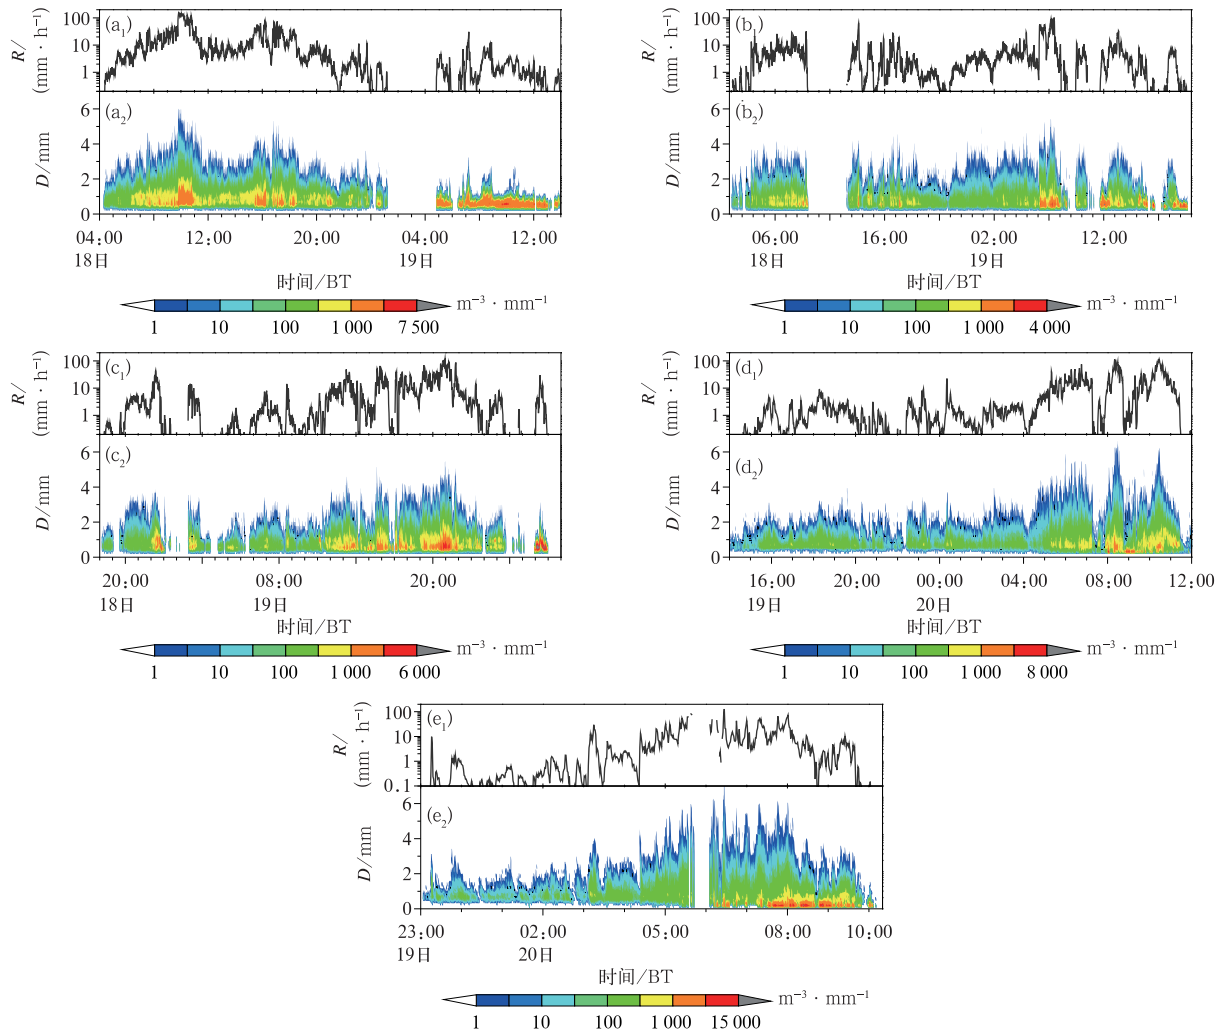 R/
(mm · h⁻¹)
100
10
1
(a₁)
D/mm
6
4
2
0
(a₂)
04:00 12:00 20:00 04:00 12:00
18日 19日
时间/BT
1 10 100 1 000 7 500 m⁻³ · mm⁻¹
R/
(mm · h⁻¹)
100
10
1
(b₁)
D/mm
6
4
2
0
(b₂)
06:00 16:00 02:00 12:00
18日 19日
时间/BT
1 10 100 1 000 4 000 m⁻³ · mm⁻¹
R/
(mm · h⁻¹)
100
10
1
(c₁)
D/mm
6
4
2
0
(c₂)
20:00 08:00 20:00
18日 19日
时间/BT
1 10 100 1 000 6 000 m⁻³ · mm⁻¹
R/
(mm · h⁻¹)
100
10
1
(d₁)
D/mm
6
4
2
0
(d₂)
16:00 20:00 00:00 04:00 08:00 12:00
19日 20日
时间/BT
1 10 100 1 000 8 000 m⁻³ · mm⁻¹
R/
(mm · h⁻¹)
100
10
1
0.1
(e₁)
D/mm
6
4
2
0
(e₂)
23:00 02:00 05:00 08:00 10:00
19日 20日
时间/BT
1 10 100 1 000 15 000 m⁻³ · mm⁻¹